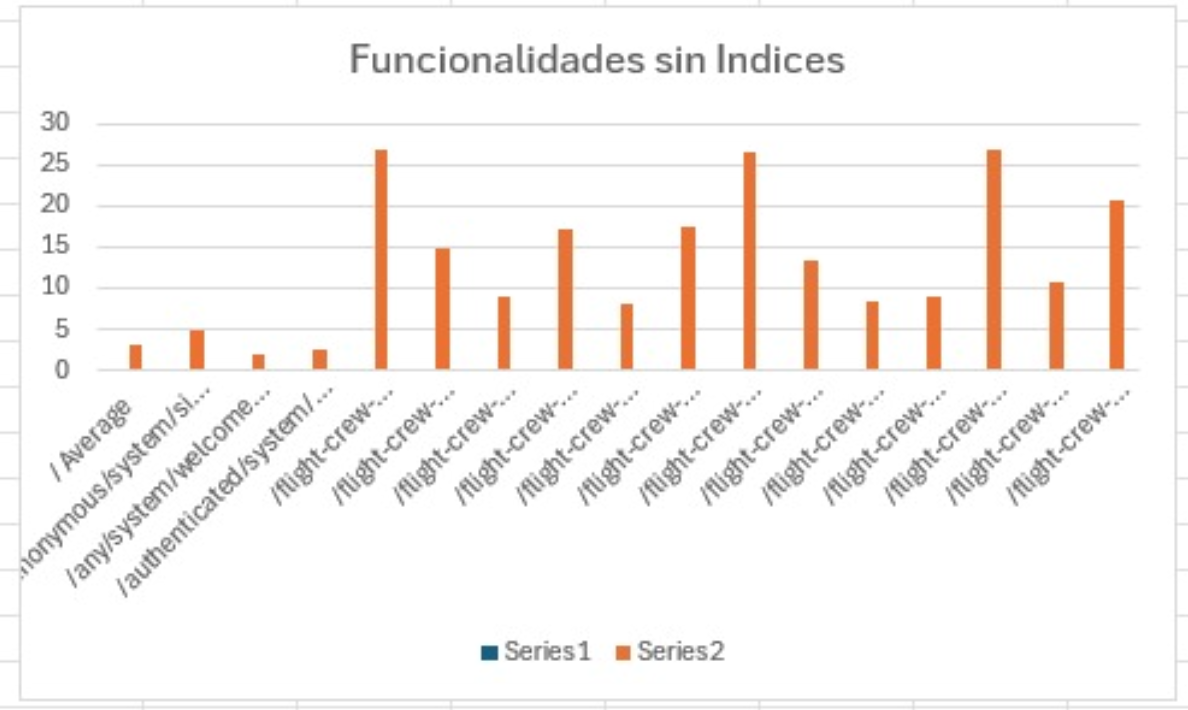 Funcionalidades sin Indices
30
25
20
15
10
5
0
/ Average
nonymous/system/si...
/any/system/welcome...
/authenticated/system/...
/flight-crew-...
/flight-crew-...
/flight-crew-...
/flight-crew-...
/flight-crew-...
/flight-crew-...
/flight-crew-...
/flight-crew-...
/flight-crew-...
/flight-crew-...
/flight-crew-...
/flight-crew-...
/flight-crew-...
Series1 Series2